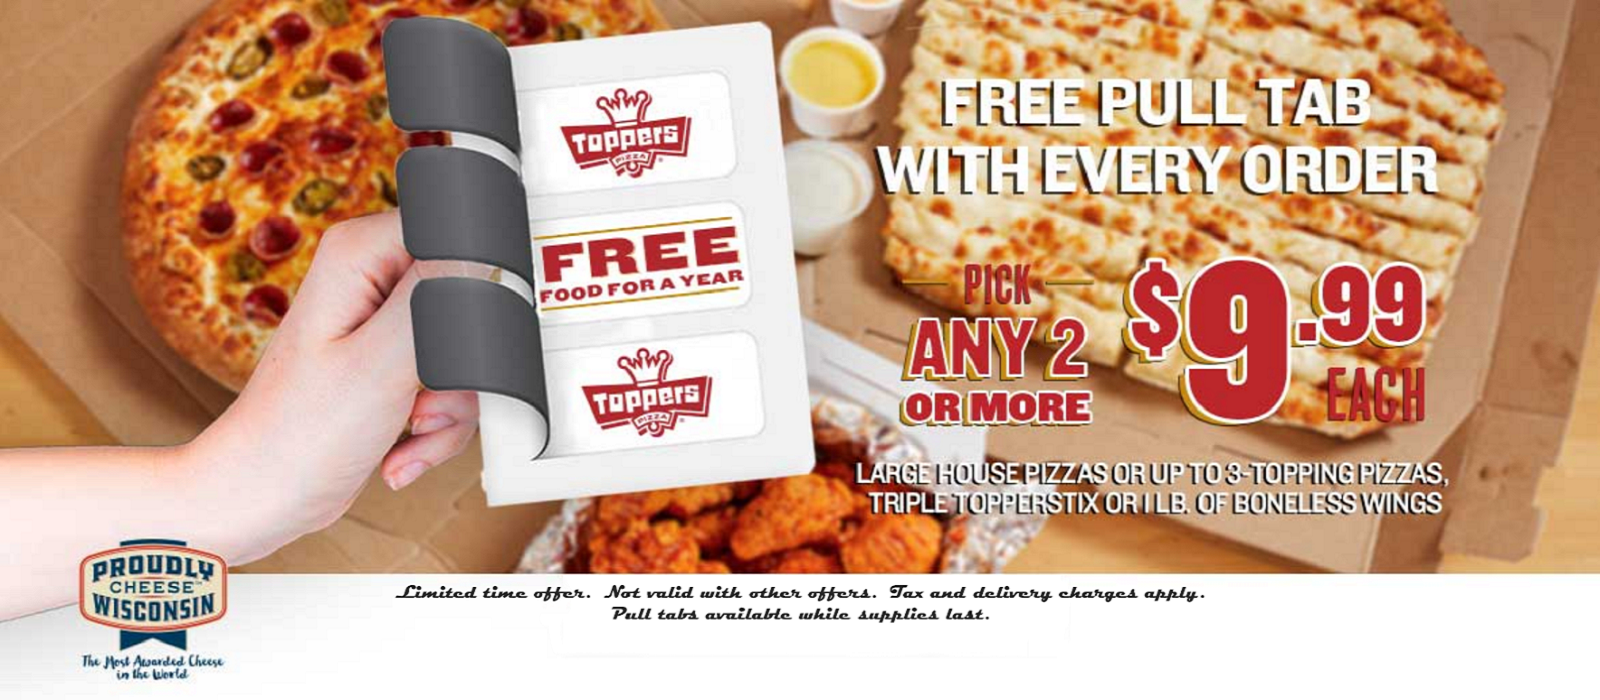 Toppers
PIZZA
FREE
FOOD FOR A YEAR
Toppers
PIZZA
FREE PULL TAB
WITH EVERY ORDER
PICK
ANY 2
OR MORE
$9.99
EACH
LARGE HOUSE PIZZAS OR UP TO 3-TOPPING PIZZAS,
TRIPLE TOPPERSTIX OR 1 LB. OF BONELESS WINGS
PROUDLY
CHEESE™
WISCONSIN
The Most Awarded Cheese
in the World
Limited time offer. Not valid with other offers. Tax and delivery charges apply.
Pull tabs available while supplies last.